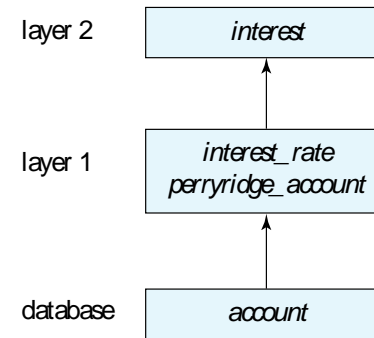 layer 2
interest
layer 1
interest_rate
perryridge_account
database
account